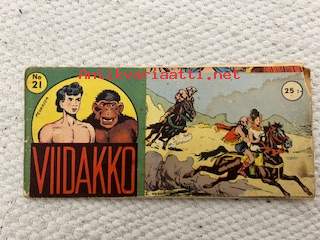 No
21
Antikvariaatti.net
25:-
VIIDAKKO